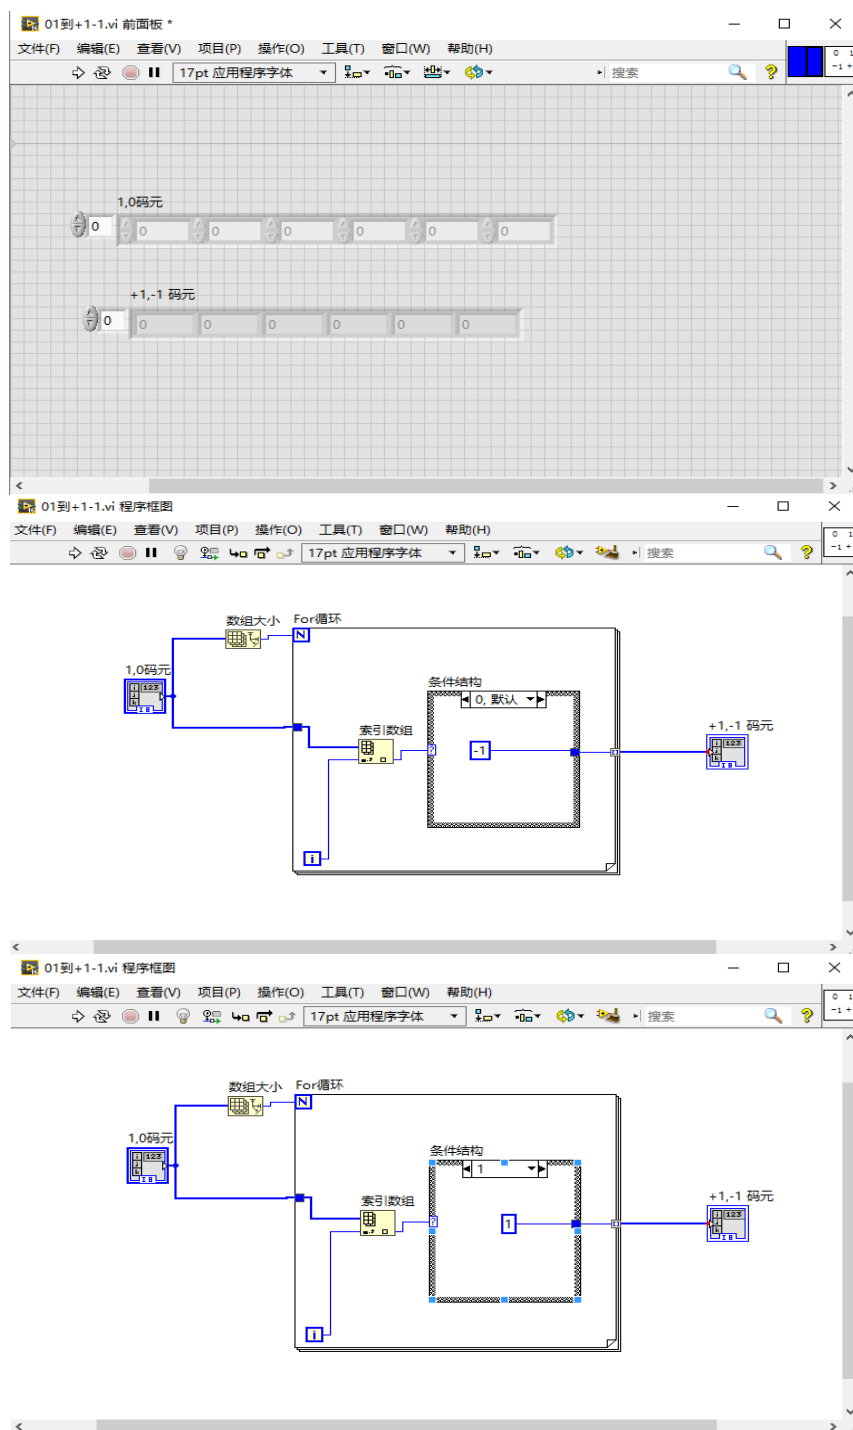 01到+1-1.vi 前面板 *
文件(F) 编辑(E) 查看(V) 项目(P) 操作(O) 工具(T) 窗口(W) 帮助(H)
17pt 应用程序字体 搜索 ?
0 1
-1 +
1,0码元
0 0 0 0 0 0 0
+1,-1 码元
0 0 0 0 0 0 0
01到+1-1.vi 程序框图
文件(F) 编辑(E) 查看(V) 项目(P) 操作(O) 工具(T) 窗口(W) 帮助(H)
17pt 应用程序字体 搜索 ?
0 1
-1 +
数组大小 For循环
N
1,0码元
条件结构
0, 默认
索引数组
-1
?
+1,-1 码元
i
01到+1-1.vi 程序框图
文件(F) 编辑(E) 查看(V) 项目(P) 操作(O) 工具(T) 窗口(W) 帮助(H)
17pt 应用程序字体 搜索 ?
0 1
-1 +
数组大小 For循环
N
1,0码元
条件结构
1
索引数组
1
?
+1,-1 码元
i